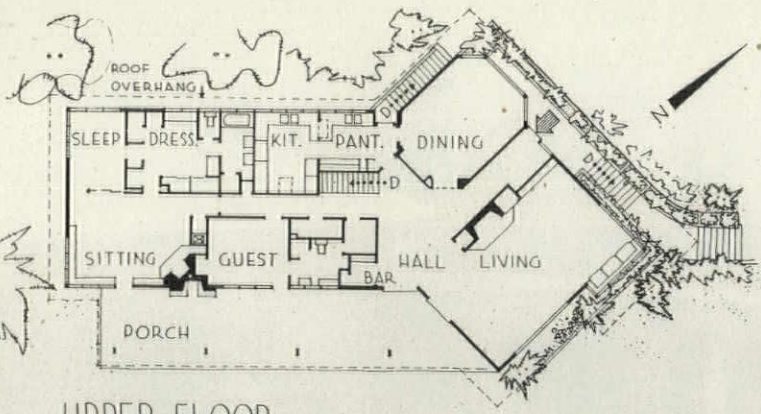 ROOF
OVERHANG
N
D
SLEEP DRESS. KIT. PANT. DINING
D
D
SITTING GUEST BAR HALL LIVING
PORCH
UPPER FLOOR